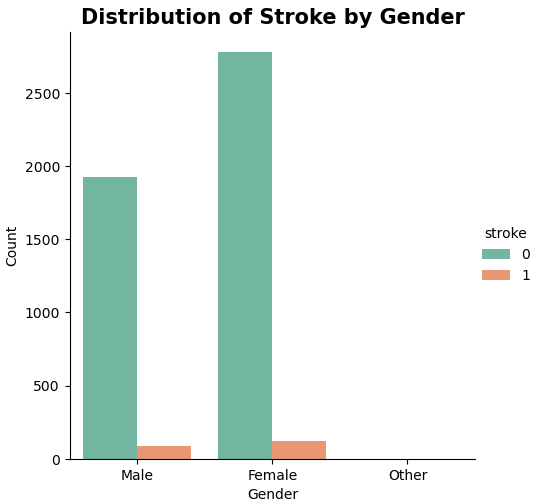 Distribution of Stroke by Gender
2500
2000
1500
1000
500
0
Count
Male Female Other
Gender
stroke
0
1